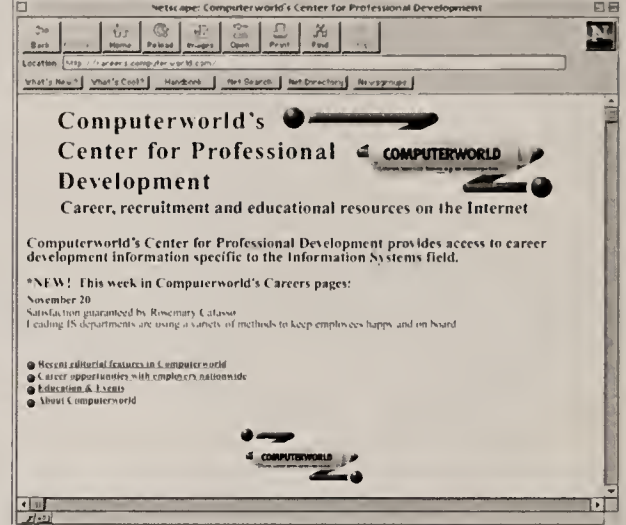 Netscape: Computerworld's Center for Professional Development
Back Home Reload Images Open Print Find
Location: http://careers.computerworld.com/
What's New? What's Cool? Handbook Net Search Net Directory Newsgroups
Computerworld's
Center for Professional
Development
COMPUTERWORLD
Career, recruitment and educational resources on the Internet
Computerworld's Center for Professional Development provides access to career
development information specific to the Information Systems field.
*NEW! This week in Computerworld's Careers pages:
November 20
Satisfaction guaranteed by Rosemary Cafasso
Leading IS departments are using a variety of methods to keep employees happy and on board
Recent editorial features in Computerworld
Career opportunities with employers nationwide
Education & Events
About Computerworld
COMPUTERWORLD